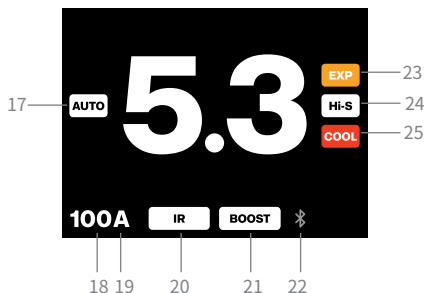 5.3
EXP 23
17 AUTO
Hi-S 24
COOL 25
100A IR BOOST
18 19 20 21 22